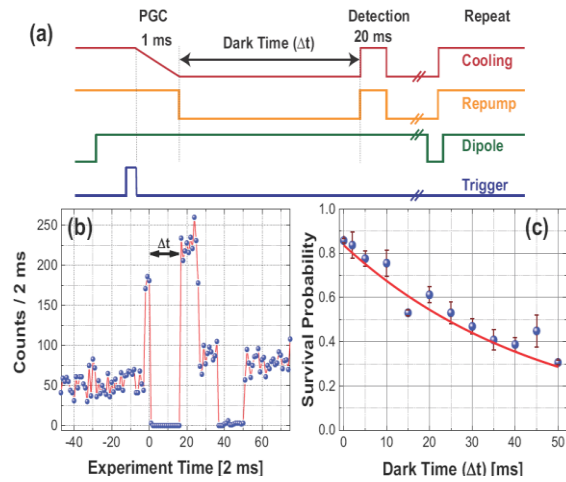 PGC Detection Repeat
(a) 1 ms Dark Time (Δt) 20 ms
Cooling
Repump
Dipole
Trigger
(b)
Δt
250
200
150
100
50
0
-40 -20 0 20 40 60
Counts / 2 ms
Experiment Time [2 ms]
(c)
1.0
0.8
0.6
0.4
0.2
0.0
0 10 20 30 40 50
Survival Probability
Dark Time (Δt) [ms]